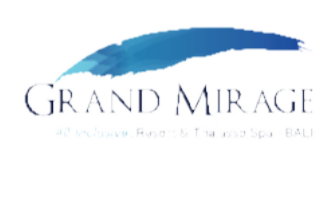 GRAND MIRAGE
All Inclusive Resort & Thalasso Spa BALI